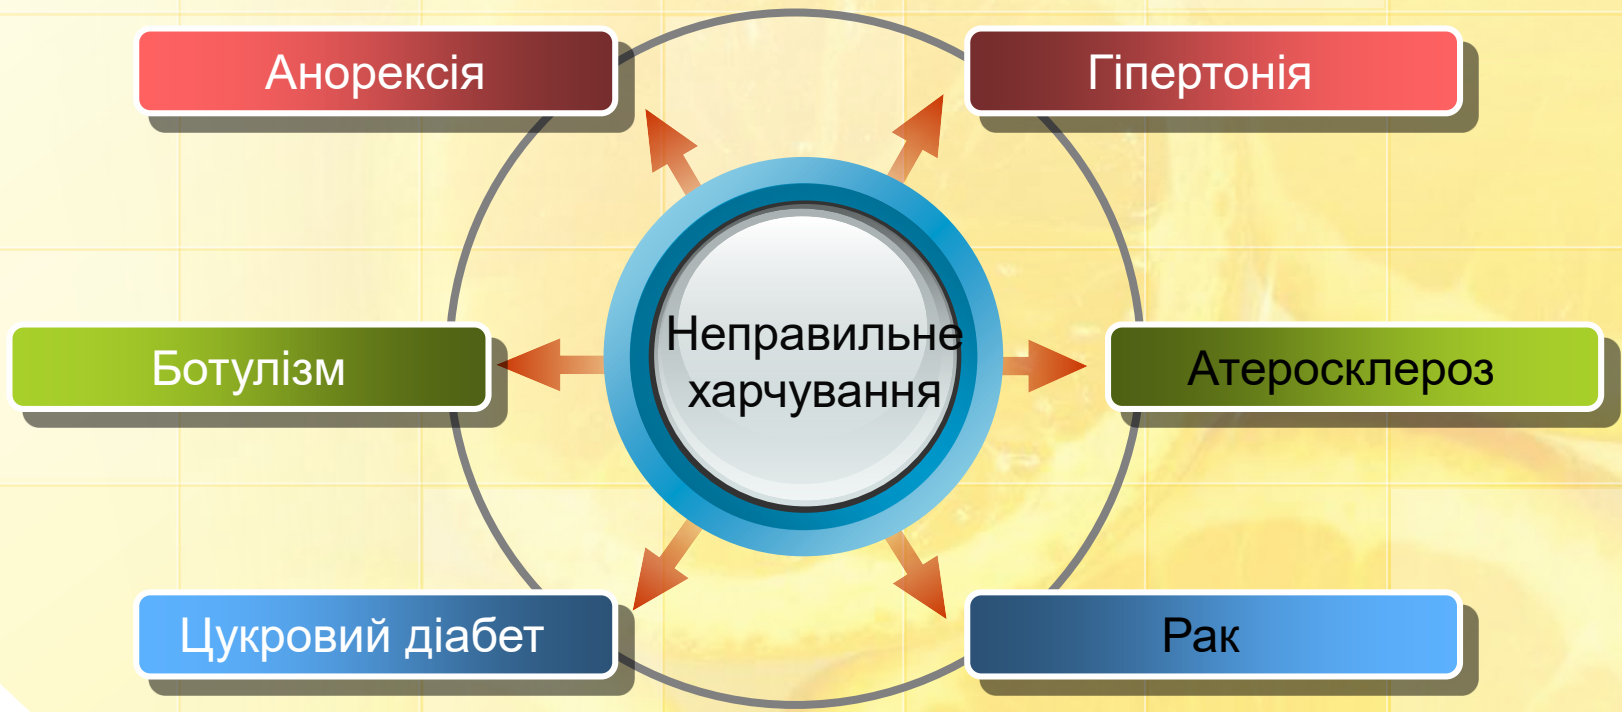 Анорексія
Гіпертонія
Неправильне
харчування
Ботулізм
Атеросклероз
Цукровий діабет
Рак